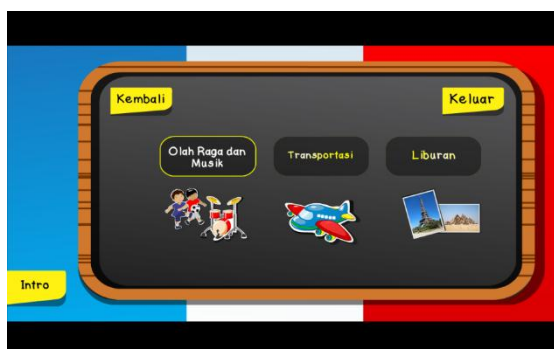 Kembali
Keluar
Olah Raga dan
Musik
Transportasi
Liburan
Intro